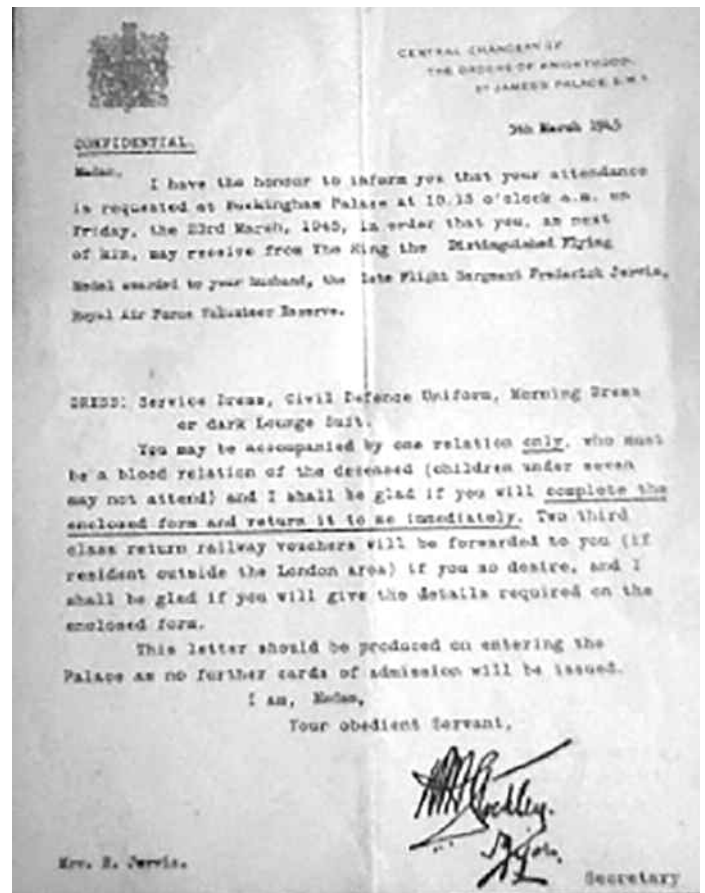 CENTRAL CHANCERY OF
THE ORDERS OF KNIGHTHOOD,
ST JAMES'S PALACE, S.W.1
5th March 1945
CONFIDENTIAL.
Madam,
I have the honour to inform you that your attendance
is requested at Buckingham Palace at 10.15 o'clock a.m. on
Friday, the 23rd March, 1945, in order that you, as next
of kin, may receive from The King the Distinguished Flying
Medal awarded to your husband, the late Flight Sergeant Frederick Jarvis,
Royal Air Force Volunteer Reserve.
DRESS: Service Dress, Civil Defence Uniform, Morning Dress
or dark Lounge Suit.
You may be accompanied by one relation only, who must
be a blood relation of the deceased (children under seven
may not attend) and I shall be glad if you will complete the
enclosed form and return it to me immediately. Two third
class return railway vouchers will be forwarded to you (if
resident outside the London area) if you so desire, and I
shall be glad if you will give the details required on the
enclosed form.
This letter should be produced on entering the
Palace as no further cards of admission will be issued.
I am, Madam,
Your obedient Servant,
Secretary
Mrs. Jarvis.